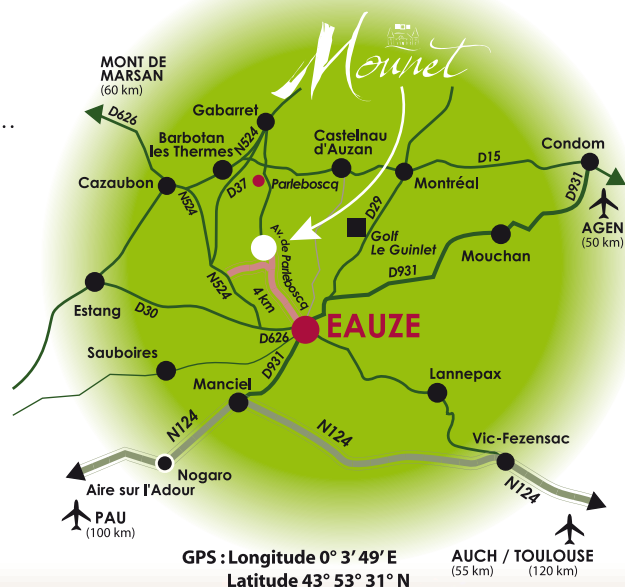 Mounet
MONT DE
MARSAN
(60 km)
..
D626
Gabarret
N524
Barbotan
les Thermes
Castelnau
d'Auzan
D15
Condom
Cazaubon
N524
D37
Parleboscq
Montréal
D29
D931
AGEN
(50 km)
Golf
Le Guinlet
Mouchan
Av. de Parleboscq
N524
4 km
D931
Estang
D30
D626
EAUZE
Sauboires
D931
Manciel
Lannepax
N124
N124
Vic-Fezensac
Nogaro
Aire sur l'Adour
N124
PAU
(100 km)
AUCH / TOULOUSE
(55 km) (120 km)
GPS : Longitude 0° 3' 49' E
Latitude 43° 53' 31" N